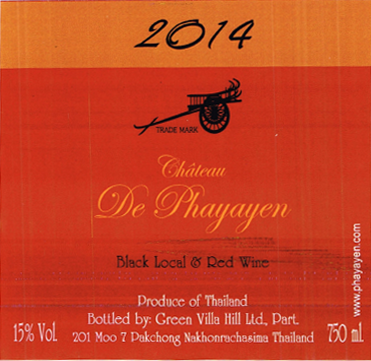 2014
TRADE MARK
Château
De Phayayen
Black Local & Red Wine
Produce of Thailand
Bottled by: Green Villa Hill Ltd., Part.
15% Vol.
201 Moo 7 Pakchong Nakhonrachasima Thailand
750 ml.
www.phayayen.com